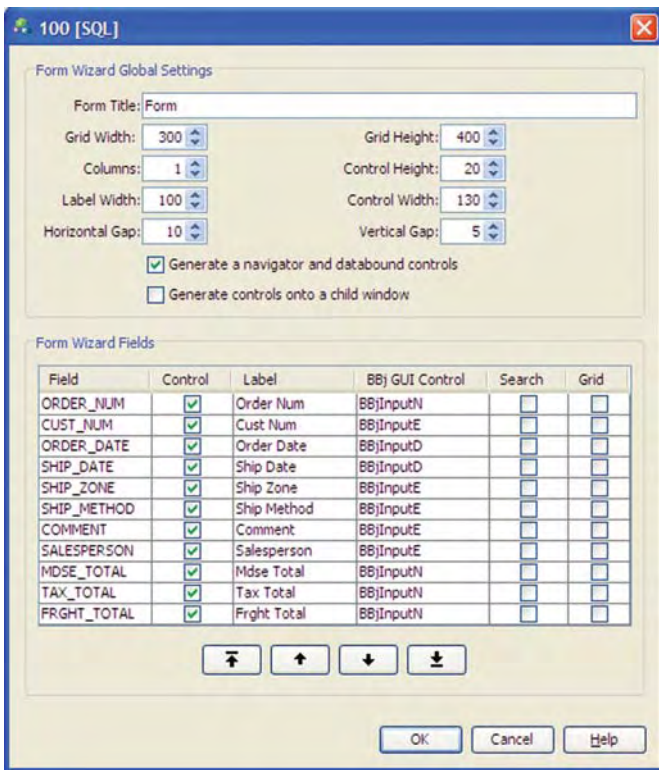 100 [SQL]
Form Wizard Global Settings
Form Title: Form
Grid Width: 300 Grid Height: 400
Columns: 1 Control Height: 20
Label Width: 100 Control Width: 130
Horizontal Gap: 10 Vertical Gap: 5
Generate a navigator and databound controls
Generate controls onto a child window
Form Wizard Fields
Field Control Label BBj GUI Control Search Grid
ORDER_NUM Order Num BBjInputN
CUST_NUM Cust Num BBjInputE
ORDER_DATE Order Date BBjInputD
SHIP_DATE Ship Date BBjInputD
SHIP_ZONE Ship Zone BBjInputE
SHIP_METHOD Ship Method BBjInputE
COMMENT Comment BBjInputE
SALESPERSON Salesperson BBjInputE
MDSE_TOTAL Mdse Total BBjInputN
TAX_TOTAL Tax Total BBjInputN
FRGHT_TOTAL Frght Total BBjInputN
OK Cancel Help